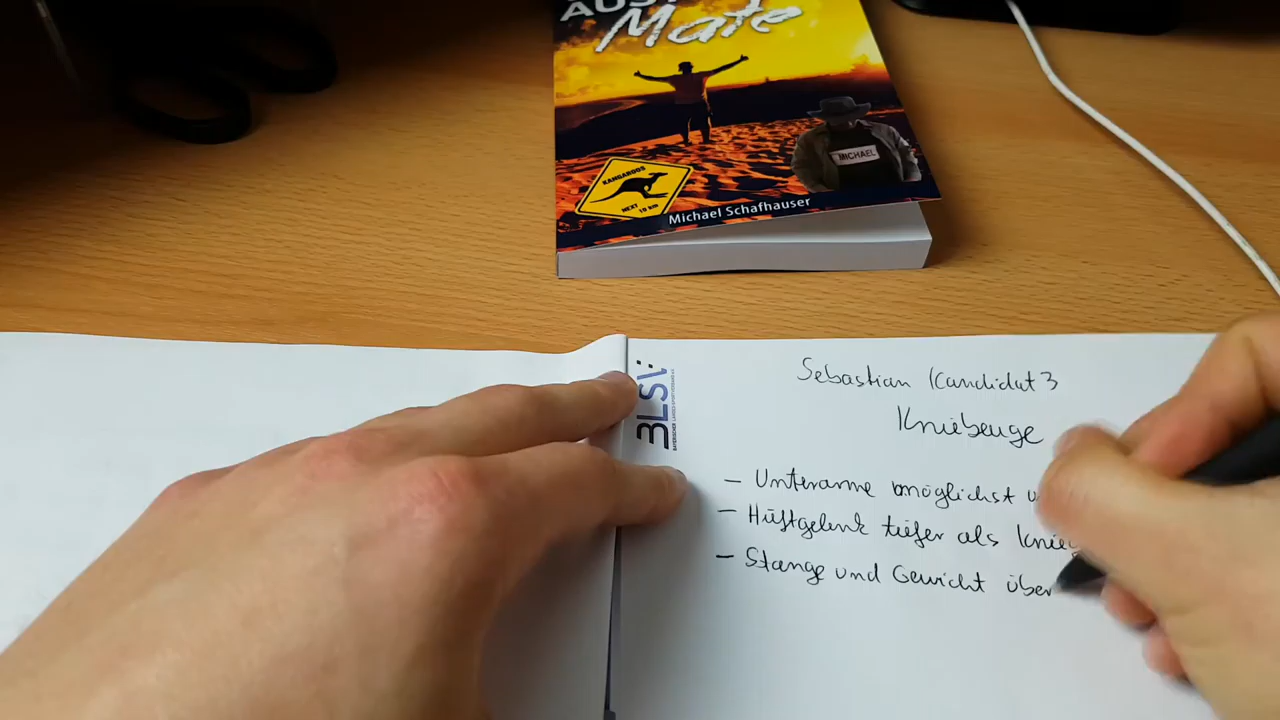 Mate
MICHAEL
KANGAROOS
NEXT
Michael Schafhauser
BLSV
Sebastian Kandidat 3
Kniebeuge
- Unterarme möglichst
- Hüftgelenk tiefer als
- Stange und Gewicht über